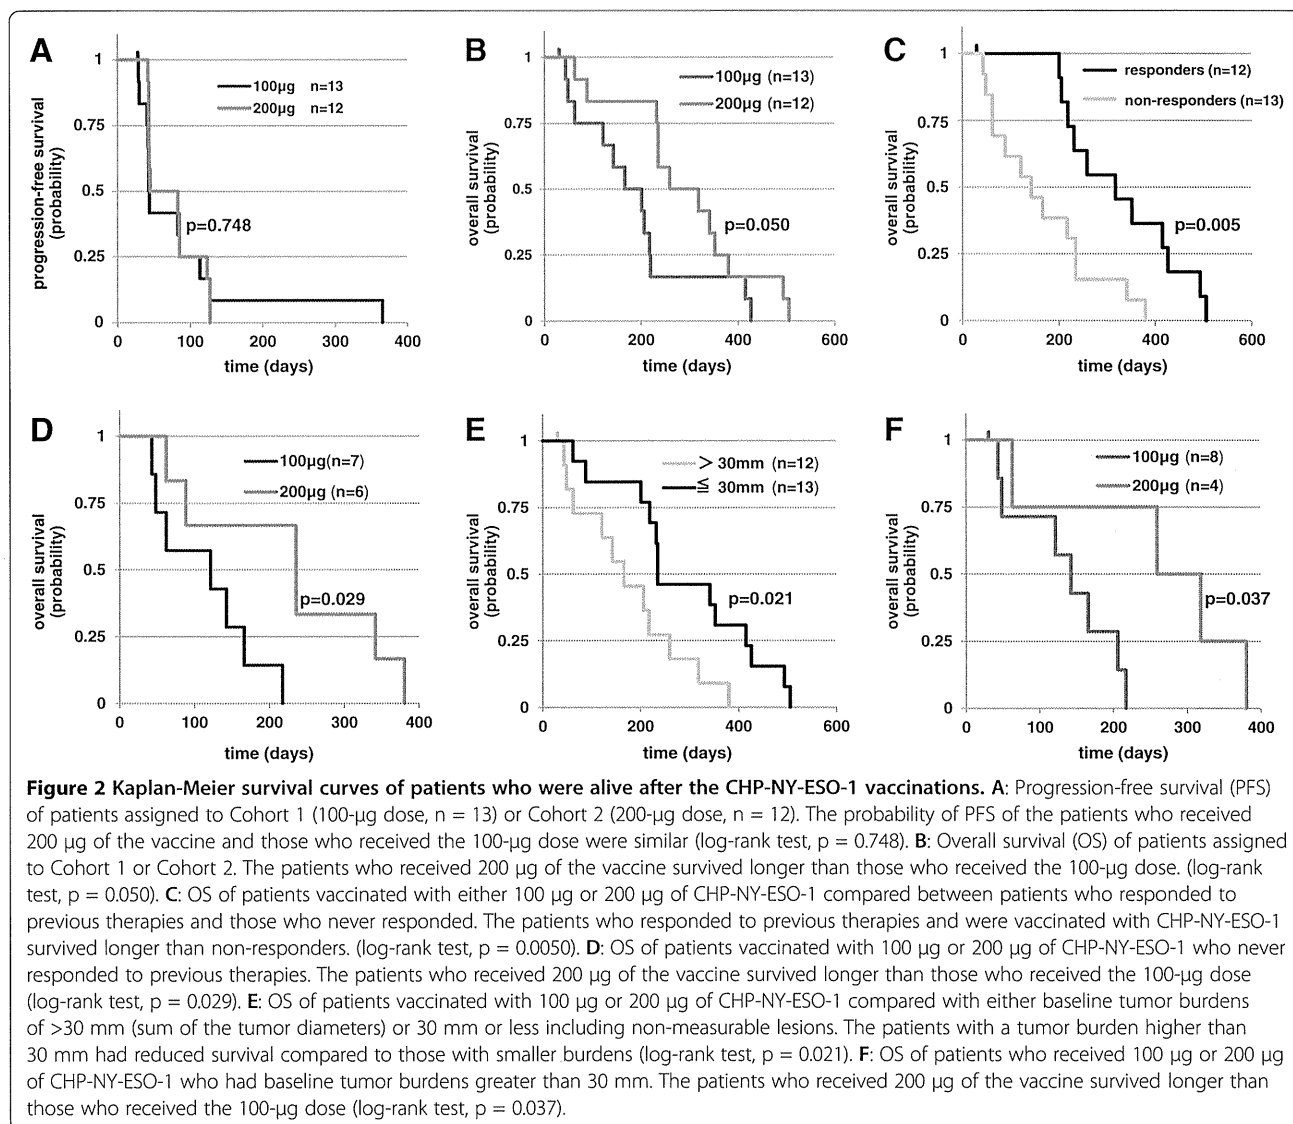 A
progression-free survival
(probability)
1
0.75
0.5
0.25
0
100µg n=13
200µg n=12
p=0.748
0 100 200 300 400
time (days)
B
overall survival
(probability)
1
0.75
0.5
0.25
0
100µg (n=13)
200µg (n=12)
p=0.050
0 200 400 600
time (days)
C
overall survival
(probability)
1
0.75
0.5
0.25
0
responders (n=12)
non-responders (n=13)
p=0.005
0 200 400 600
time (days)
D
overall survival
(probability)
1
0.75
0.5
0.25
0
100µg(n=7)
200µg (n=6)
p=0.029
0 100 200 300 400
time (days)
E
overall survival
(probability)
1
0.75
0.5
0.25
0
> 30mm (n=12)
≦ 30mm (n=13)
p=0.021
0 200 400 600
time (days)
F
overall survival
(probability)
1
0.75
0.5
0.25
0
100µg (n=8)
200µg (n=4)
p=0.037
0 100 200 300 400
time (days)
Figure 2 Kaplan-Meier survival curves of patients who were alive after the CHP-NY-ESO-1 vaccinations. A: Progression-free survival (PFS)
of patients assigned to Cohort 1 (100-µg dose, n = 13) or Cohort 2 (200-µg dose, n = 12). The probability of PFS of the patients who received
200 µg of the vaccine and those who received the 100-µg dose were similar (log-rank test, p = 0.748). B: Overall survival (OS) of patients assigned
to Cohort 1 or Cohort 2. The patients who received 200 µg of the vaccine survived longer than those who received the 100-µg dose. (log-rank
test, p = 0.050). C: OS of patients vaccinated with either 100 µg or 200 µg of CHP-NY-ESO-1 compared between patients who responded to
previous therapies and those who never responded. The patients who responded to previous therapies and were vaccinated with CHP-NY-ESO-1
survived longer than non-responders. (log-rank test, p = 0.0050). D: OS of patients vaccinated with 100 µg or 200 µg of CHP-NY-ESO-1 who never
responded to previous therapies. The patients who received 200 µg of the vaccine survived longer than those who received the 100-µg dose
(log-rank test, p = 0.029). E: OS of patients vaccinated with 100 µg or 200 µg of CHP-NY-ESO-1 compared with either baseline tumor burdens
of >30 mm (sum of the tumor diameters) or 30 mm or less including non-measurable lesions. The patients with a tumor burden higher than
30 mm had reduced survival compared to those with smaller burdens (log-rank test, p = 0.021). F: OS of patients who received 100 µg or 200 µg
of CHP-NY-ESO-1 who had baseline tumor burdens greater than 30 mm. The patients who received 200 µg of the vaccine survived longer than
those who received the 100-µg dose (log-rank test, p = 0.037).